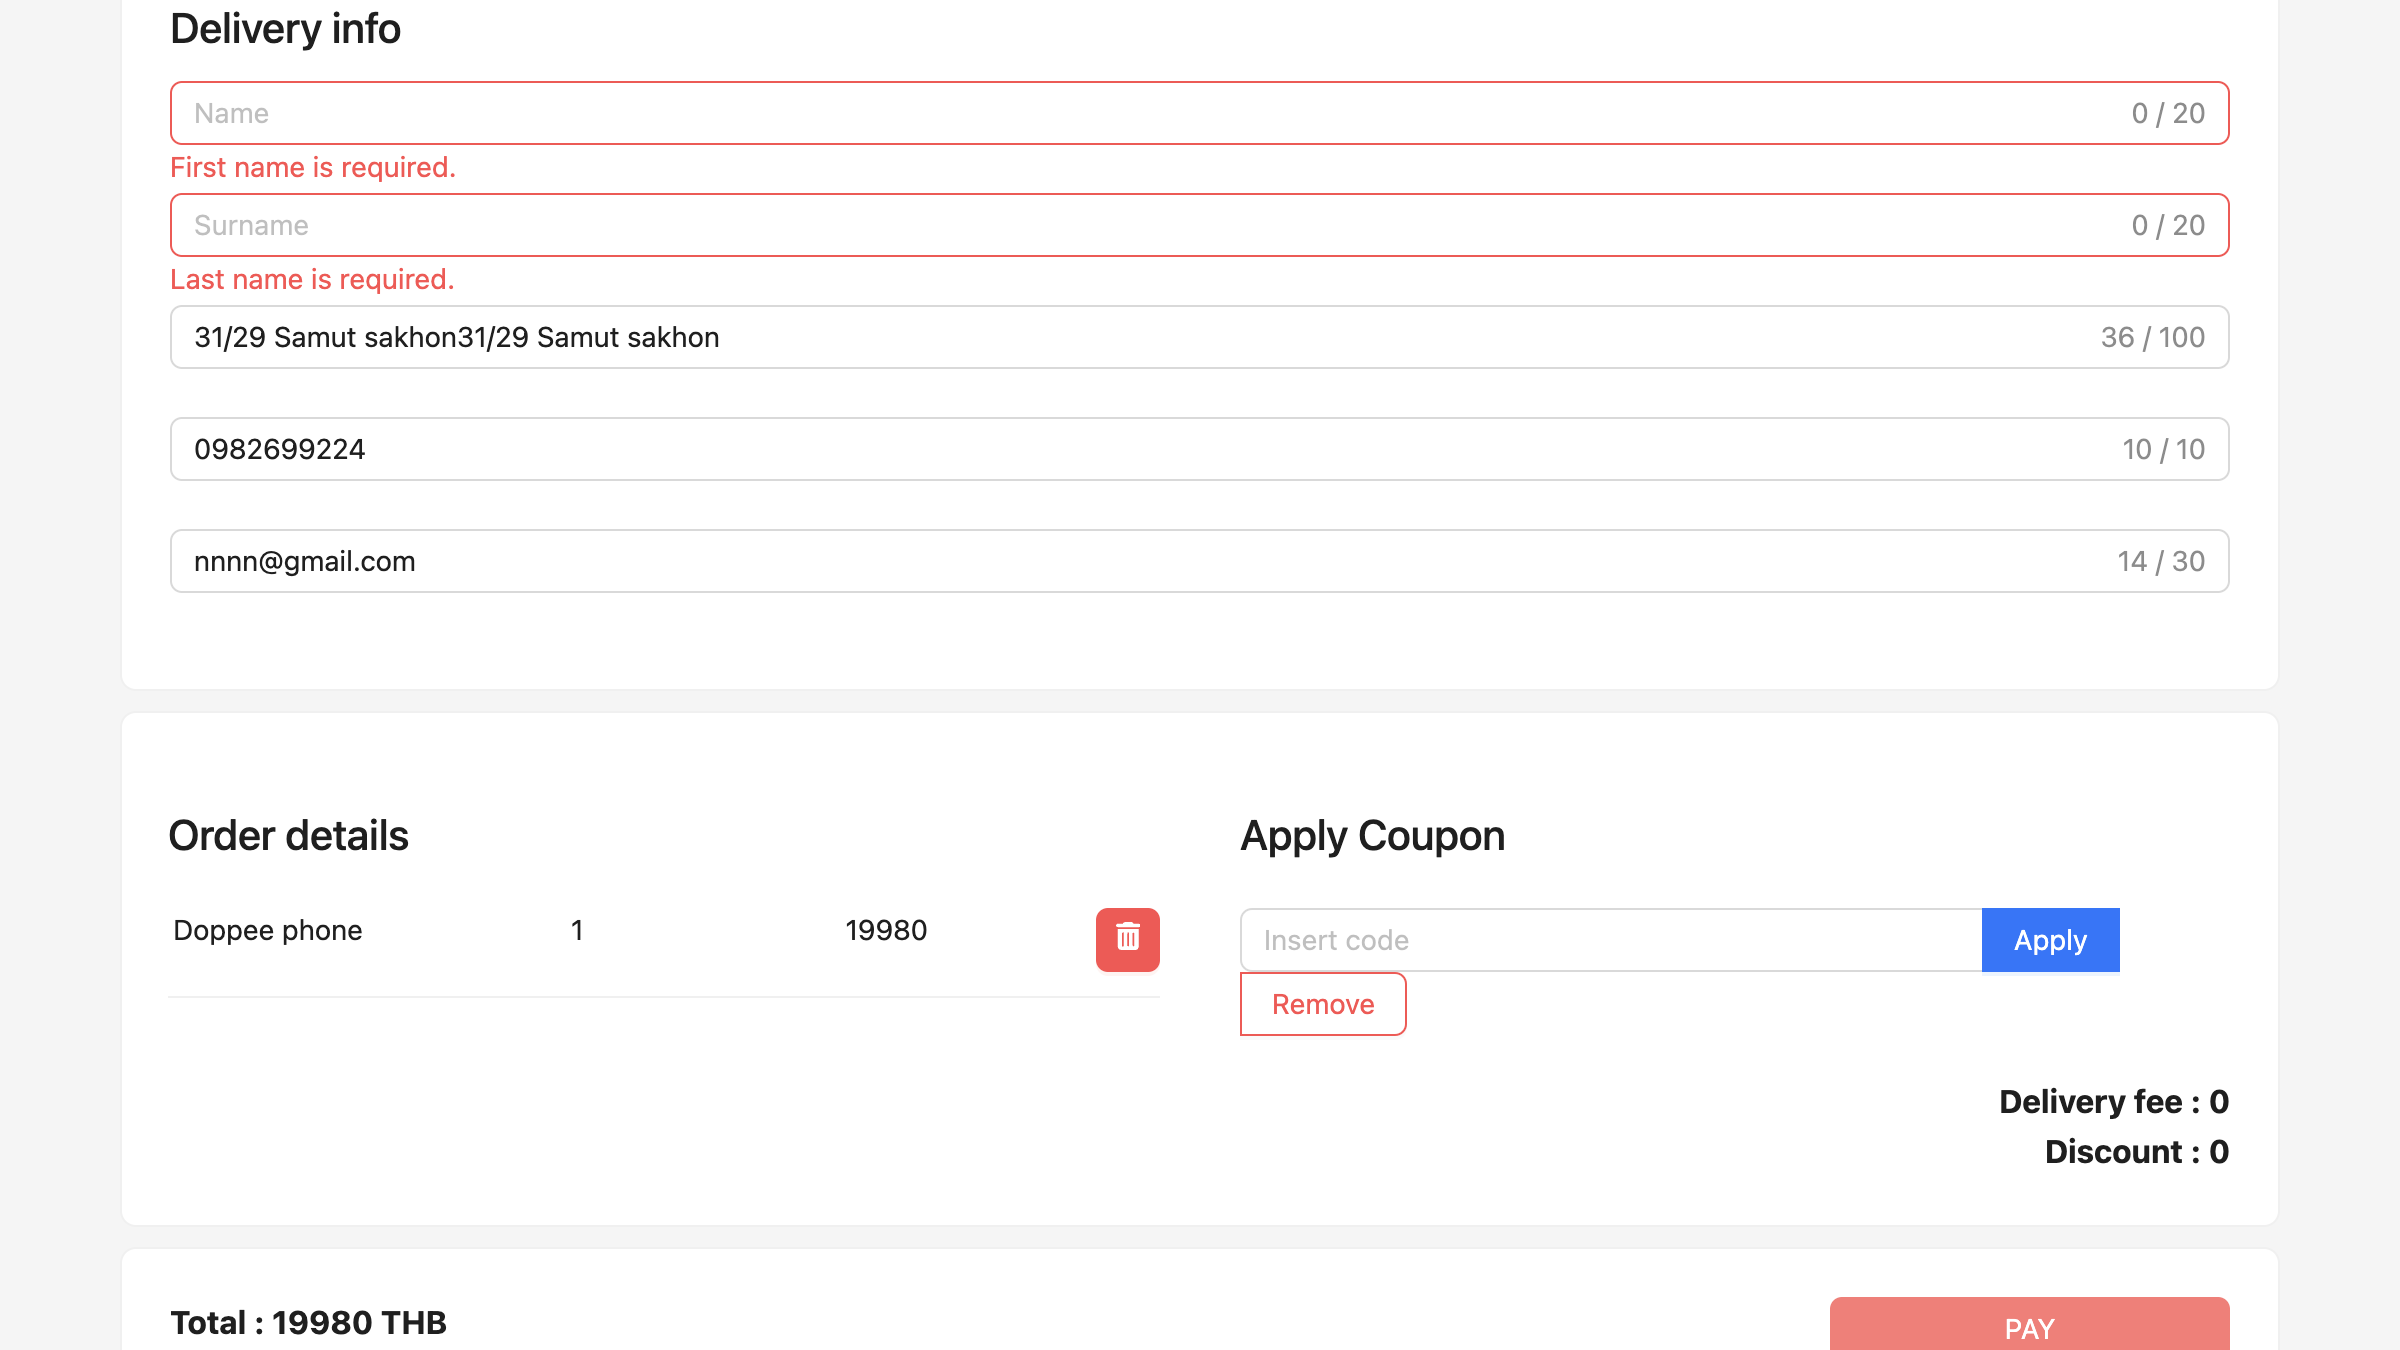 Delivery info
Name 0 / 20
First name is required.
Surname 0 / 20
Last name is required.
31/29 Samut sakhon31/29 Samut sakhon 36 / 100
0982699224 10 / 10
nnnn@gmail.com 14 / 30
Order details
Doppee phone 1 19980
Apply Coupon
Insert code Apply
Remove
Delivery fee : 0
Discount : 0
Total : 19980 THB
PAY